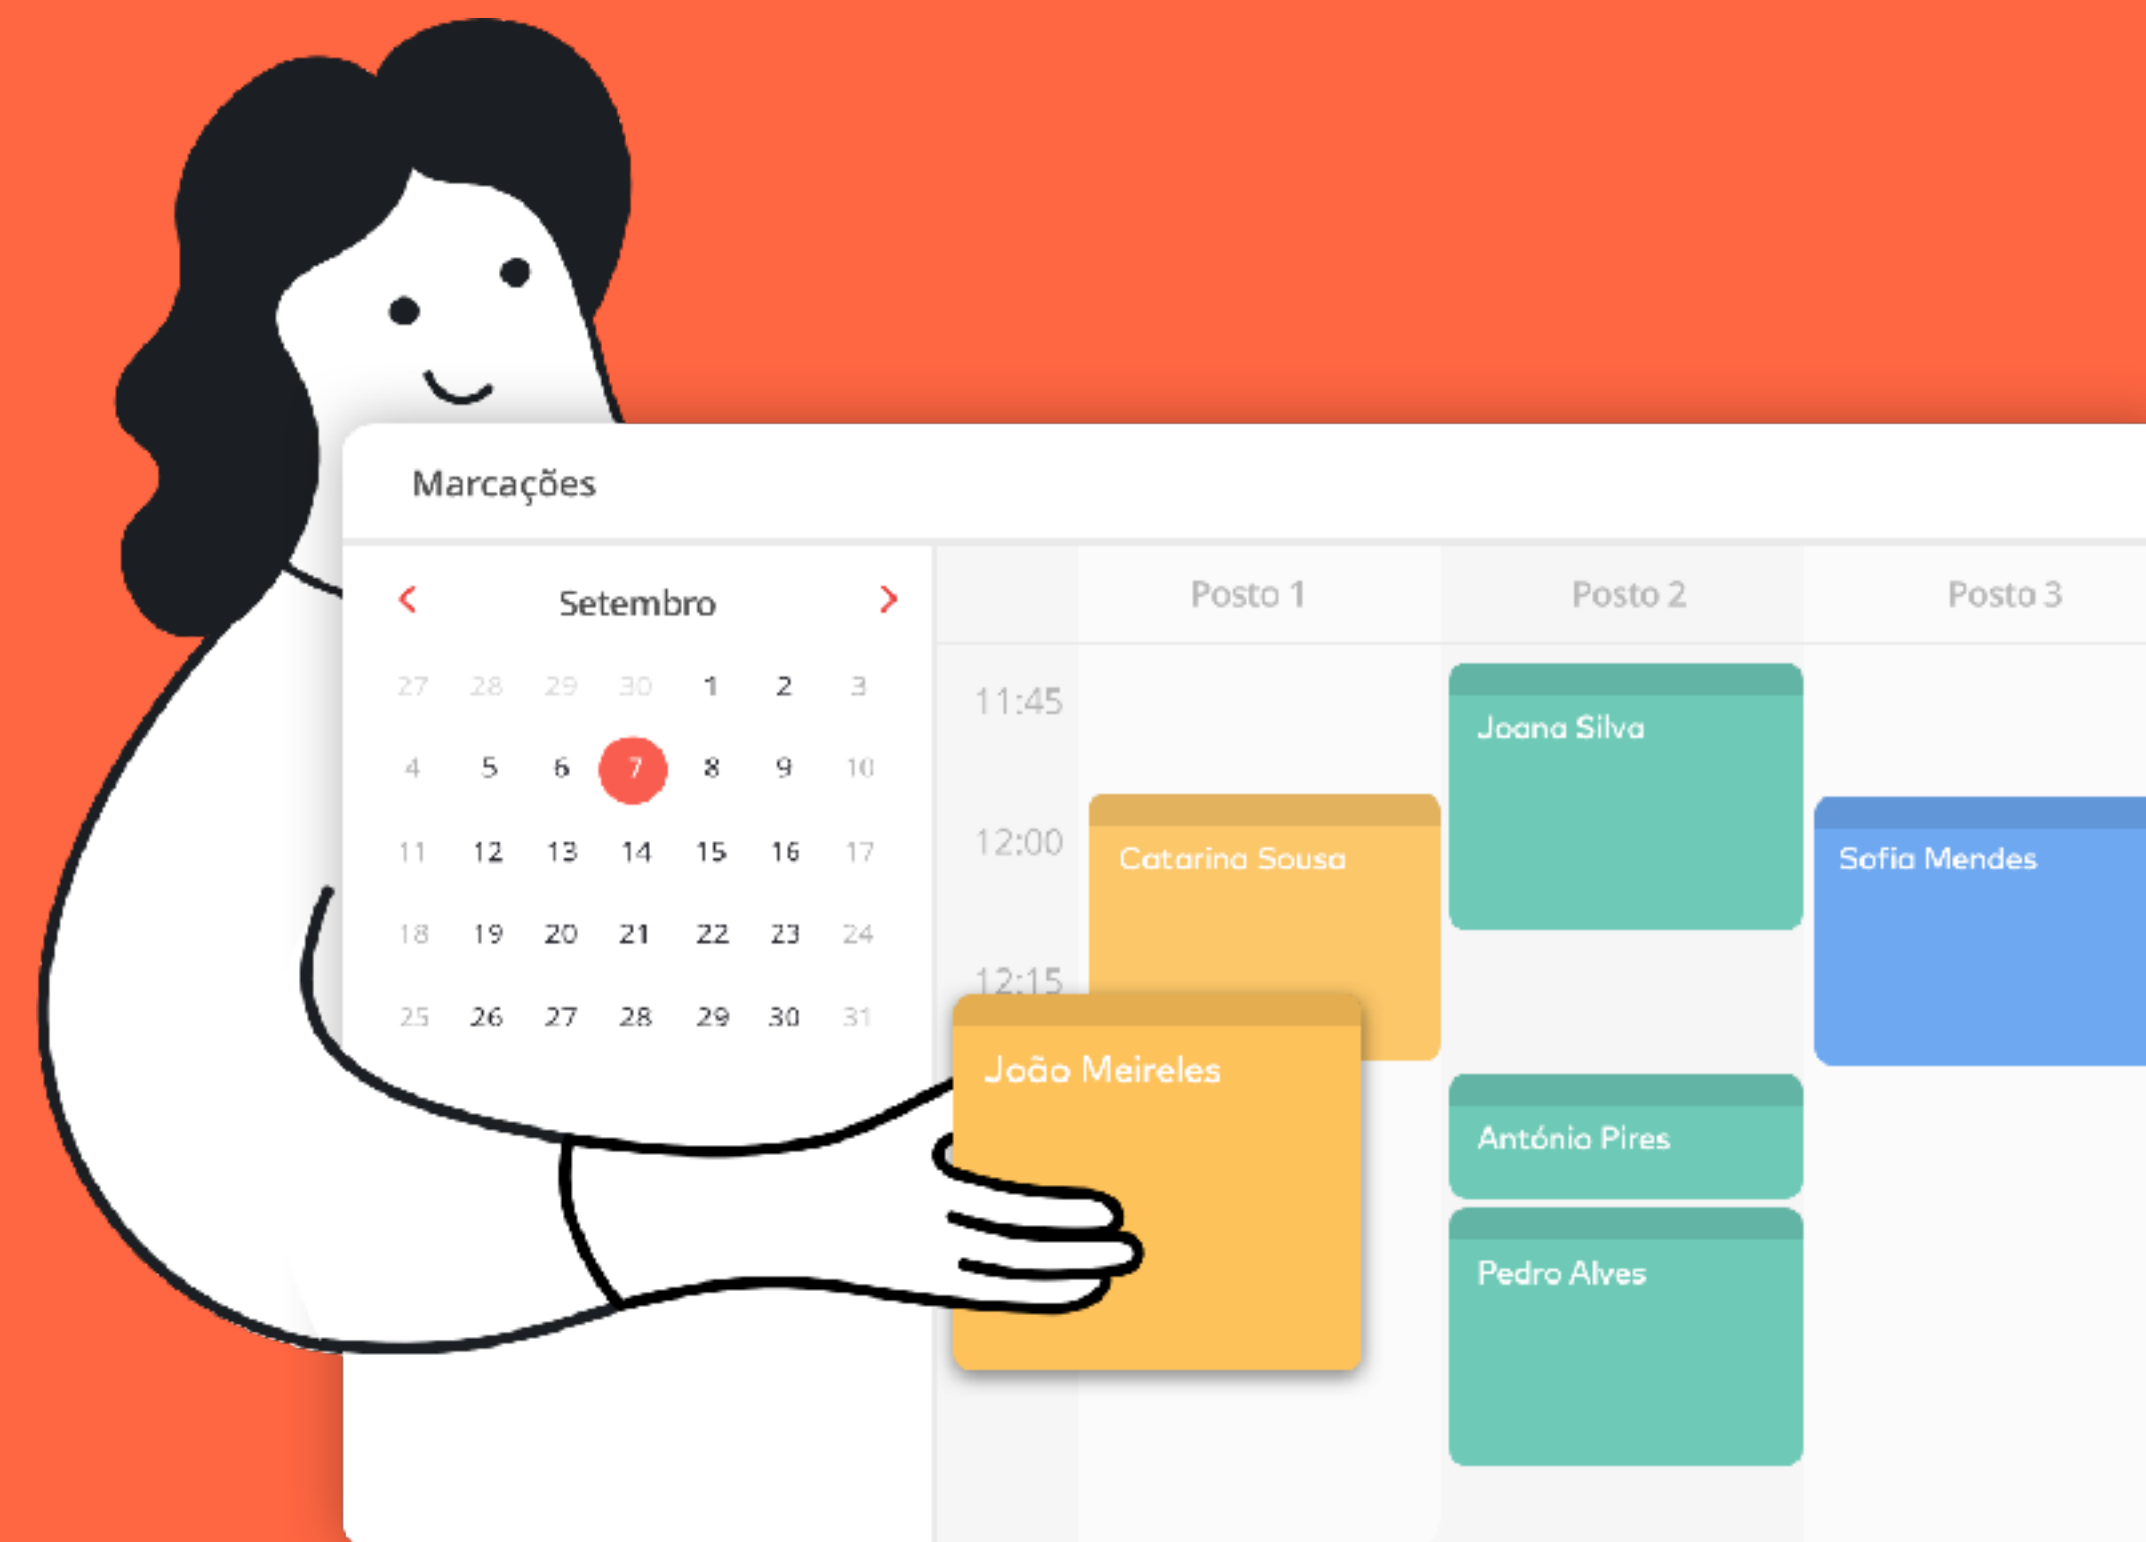 Marcações
Setembro
27 28 29 30 1 2 3
4 5 6 7 8 9 10
11 12 13 14 15 16 17
18 19 20 21 22 23 24
25 26 27 28 29 30 31
Posto 1 Posto 2 Posto 3
11:45
12:00
12:15
Joana Silva
Catarina Sousa
Sofia Mendes
João Meireles
António Pires
Pedro Alves